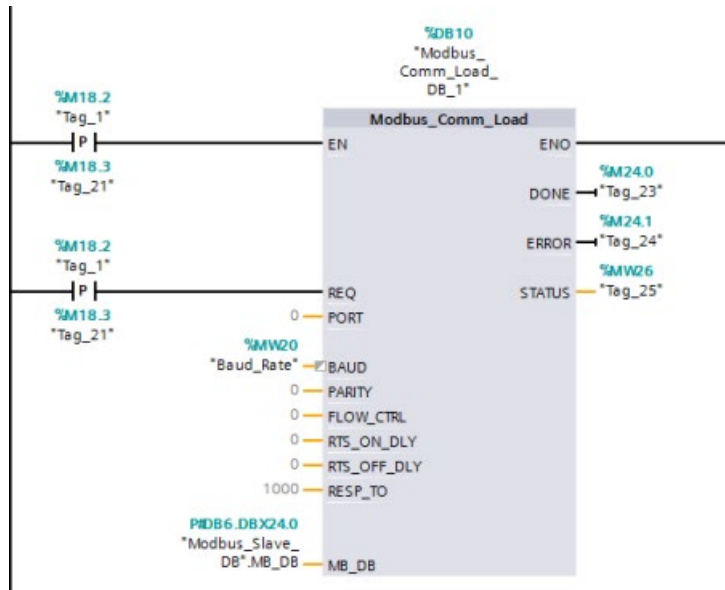 %DB10
"Modbus_
Comm_Load_
DB_1"
%M18.2
"Tag_1"
P
%M18.3
"Tag_21"
Modbus_Comm_Load
EN
ENO
%M24.0
DONE
"Tag_23"
%M24.1
ERROR
"Tag_24"
%MW26
STATUS
"Tag_25"
%M18.2
"Tag_1"
P
%M18.3
"Tag_21"
REQ
0 PORT
%MW20
"Baud_Rate" BAUD
0 PARITY
0 FLOW_CTRL
0 RTS_ON_DLY
0 RTS_OFF_DLY
1000 RESP_TO
P#DB6.DBX24.0
"Modbus_Slave_
DB".MB_DB MB_DB